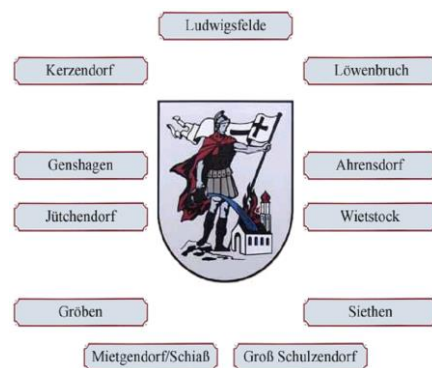 Ludwigsfelde
Kerzendorf
Löwenbruch
Genshagen
Ahrensdorf
Jütchendorf
Wietstock
Gröben
Siethen
Mietgendorf/Schiaß
Groß Schulzendorf